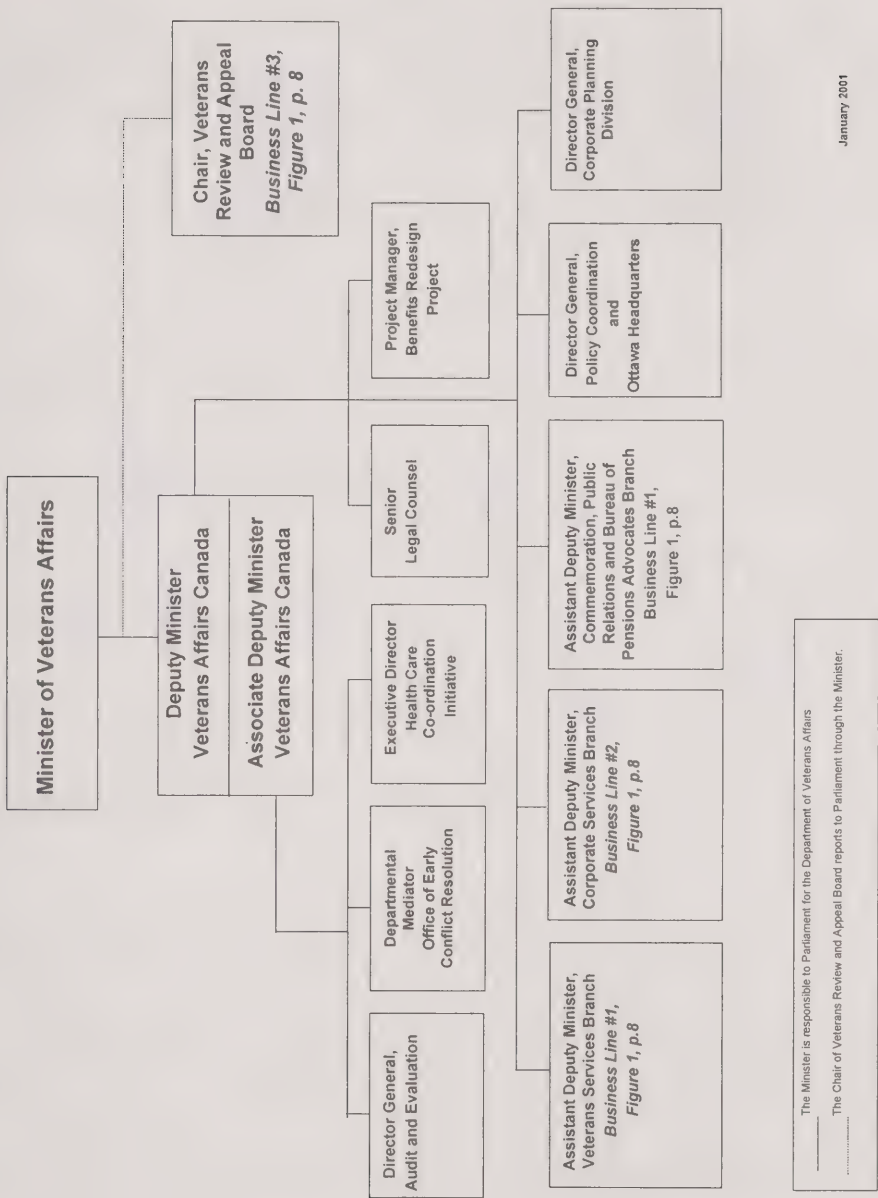 Minister of Veterans Affairs
Chair, Veterans
Review and Appeal
Board
Business Line #3,
Figure 1, p. 8
Deputy Minister
Veterans Affairs Canada
Associate Deputy Minister
Veterans Affairs Canada
Director General,
Audit and Evaluation
Departmental
Mediator
Office of Early
Conflict Resolution
Executive Director
Health Care
Co-ordination
Initiative
Senior
Legal Counsel
Project Manager,
Benefits Redesign
Project
Assistant Deputy Minister,
Veterans Services Branch
Business Line #1,
Figure 1, p.8
Assistant Deputy Minister,
Corporate Services Branch
Business Line #2,
Figure 1, p.8
Assistant Deputy Minister,
Commemoration, Public
Relations and Bureau of
Pensions Advocates Branch
Business Line #1,
Figure 1, p.8
Director General,
Policy Coordination
and
Ottawa Headquarters
Director General,
Corporate Planning
Division
The Minister is responsible to Parliament for the Department of Veterans Affairs
The Chair of Veterans Review and Appeal Board reports to Parliament through the Minister.
January 2001